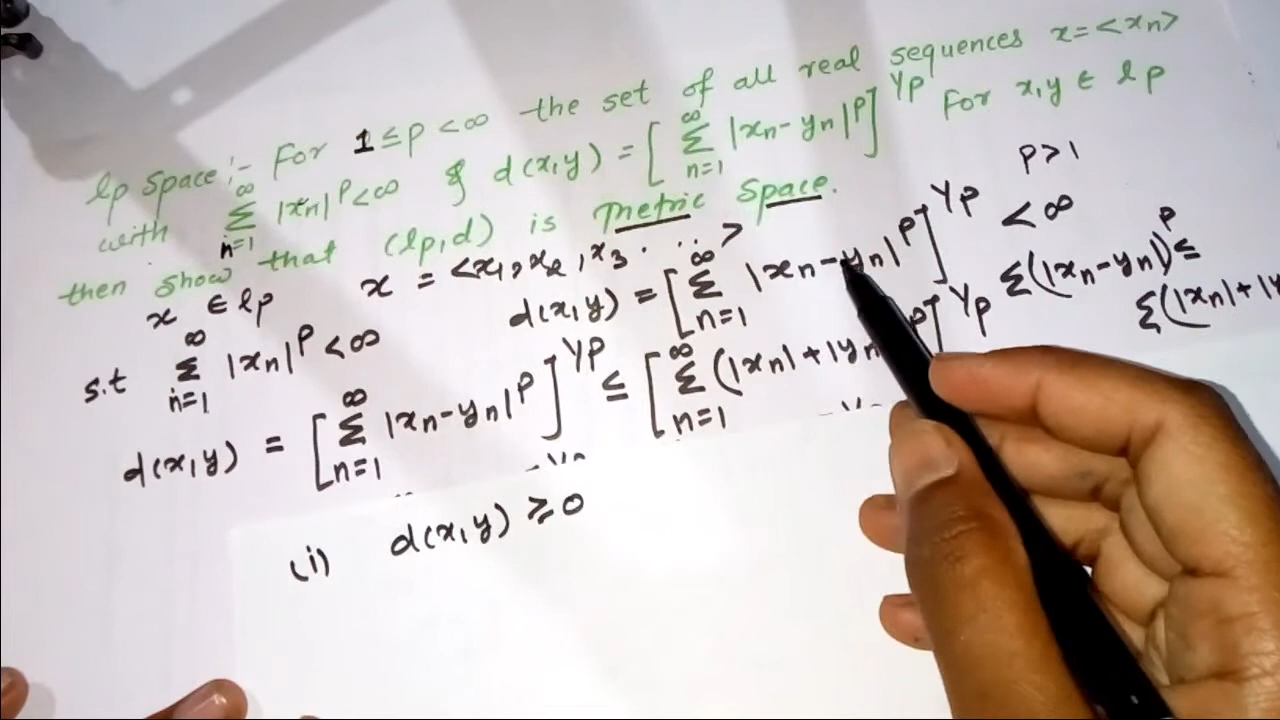 lp Space :- For 1 ≤ p < ∞ the set of all real sequences x = <xn>
with ∞ Σ n=1 |xn|^p < ∞ & d(x,y) = [ ∞ Σ n=1 |xn - yn|^p ]^1/p For x,y ∈ lp
then show that (lp,d) is metric Space.
p > 1
x ∈ lp x = <x1, x2, x3 . . . . >
d(x,y) = [ ∞ Σ n=1 |xn - yn|^p ]^1/p < ∞
s.t ∞ Σ n=1 |xn|^p < ∞
Σ(|xn - yn|)^p ≤
Σ(|xn| + |y
d(x,y) = [ ∞ Σ n=1 |xn - yn|^p ]^1/p ≤ [ ∞ Σ n=1 (|xn| + |yn p ]^1/p
(i) d(x,y) ≥ 0